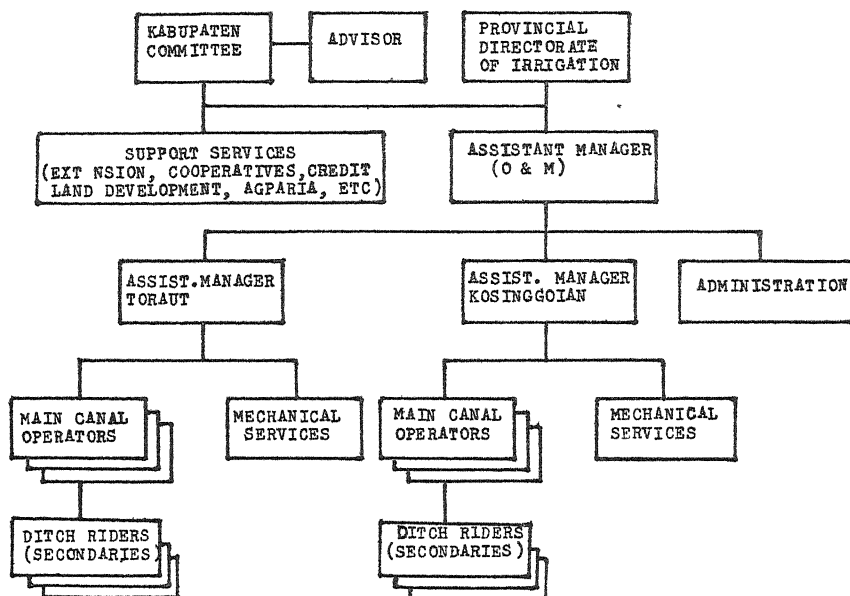 KABUPATEN
COMMITTEE
ADVISOR
PROVINCIAL
DIRECTORATE
OF IRRIGATION
SUPPORT SERVICES
(EXT NSION, COOPERATIVES,CREDIT
LAND DEVELOPMENT, AGPARIA, ETC)
ASSISTANT MANAGER
(O & M)
ASSIST.MANAGER
TORAUT
ASSIST. MANAGER
KOSINGGOIAN
ADMINISTRATION
MAIN CANAL
OPERATORS
MECHANICAL
SERVICES
MAIN CANAL
OPERATORS
MECHANICAL
SERVICES
DITCH RIDERS
(SECONDARIES)
DITCH RIDERS
(SECONDARIES)